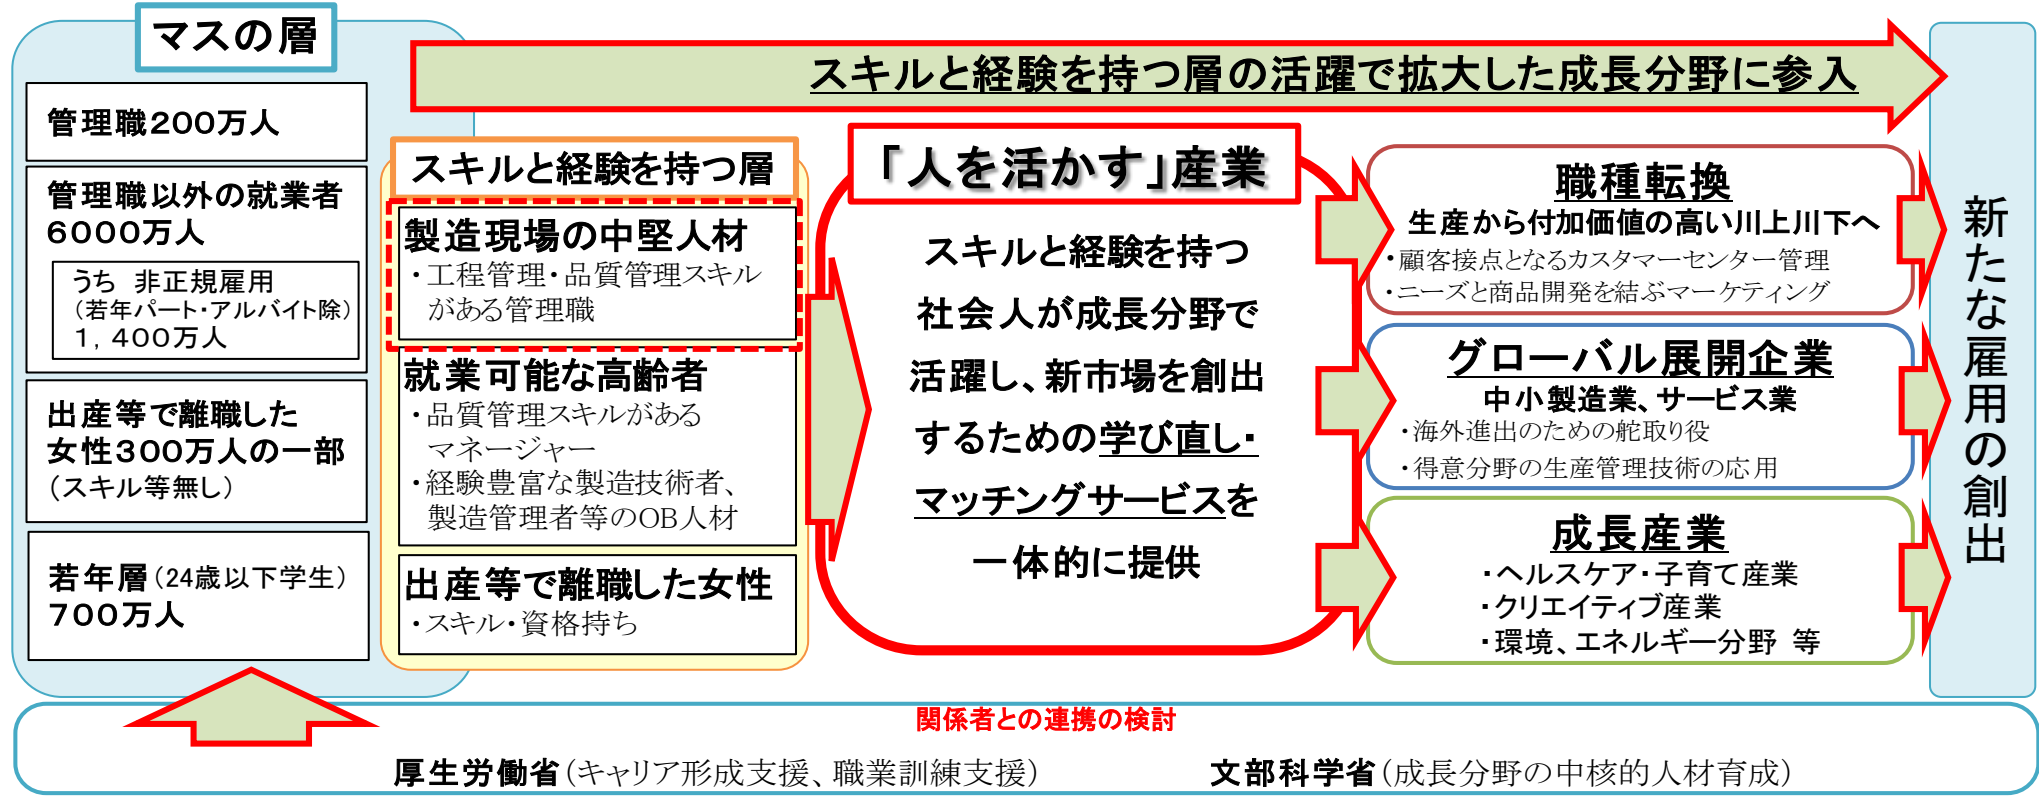 マスの層
管理職200万人
管理職以外の就業者
6000万人
うち 非正規雇用
(若年パート・アルバイト除)
1,400万人
出産等で離職した
女性300万人の一部
(スキル等無し)
若年層(24歳以下学生)
700万人
スキルと経験を持つ層の活躍で拡大した成長分野に参入
スキルと経験を持つ層
製造現場の中堅人材
・工程管理・品質管理スキル
がある管理職
就業可能な高齢者
・品質管理スキルがある
マネージャー
・経験豊富な製造技術者、
製造管理者等のOB人材
出産等で離職した女性
・スキル・資格持ち
「人を活かす」産業
スキルと経験を持つ
社会人が成長分野で
活躍し、新市場を創出
するための学び直し・
マッチングサービスを
一体的に提供
職種転換
生産から付加価値の高い川上川下へ
・顧客接点となるカスタマーセンター管理
・ニーズと商品開発を結ぶマーケティング
グローバル展開企業
中小製造業、サービス業
・海外進出のための舵取り役
・得意分野の生産管理技術の応用
成長産業
・ヘルスケア・子育て産業
・クリエイティブ産業
・環境、エネルギー分野 等
新たな雇用の創出
関係者との連携の検討
厚生労働省(キャリア形成支援、職業訓練支援) 文部科学省(成長分野の中核的人材育成)